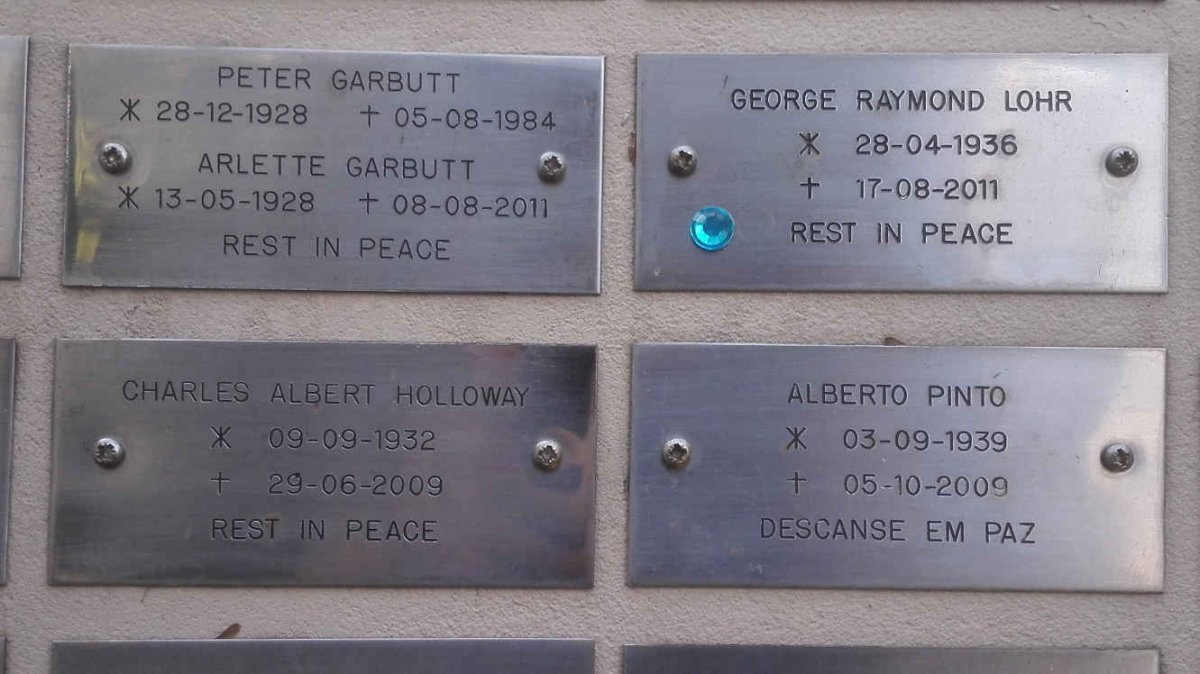 PETER GARBUTT
Ж 28-12-1928 † 05-08-1984
ARLETTE GARBUTT
Ж 13-05-1928 † 08-08-2011
REST IN PEACE
GEORGE RAYMOND LOHR
Ж 28-04-1936
† 17-08-2011
REST IN PEACE
CHARLES ALBERT HOLLOWAY
Ж 09-09-1932
† 29-06-2009
REST IN PEACE
ALBERTO PINTO
Ж 03-09-1939
† 05-10-2009
DESCANSE EM PAZ